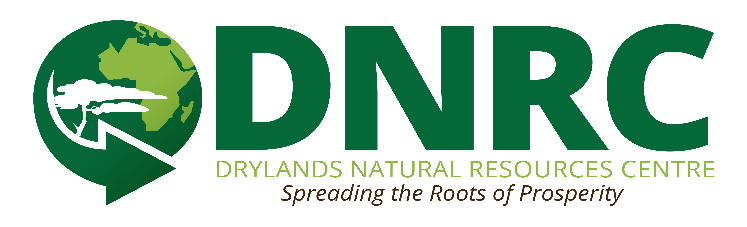 DNRC
DRYLANDS NATURAL RESOURCES CENTRE
Spreading the Roots of Prosperity